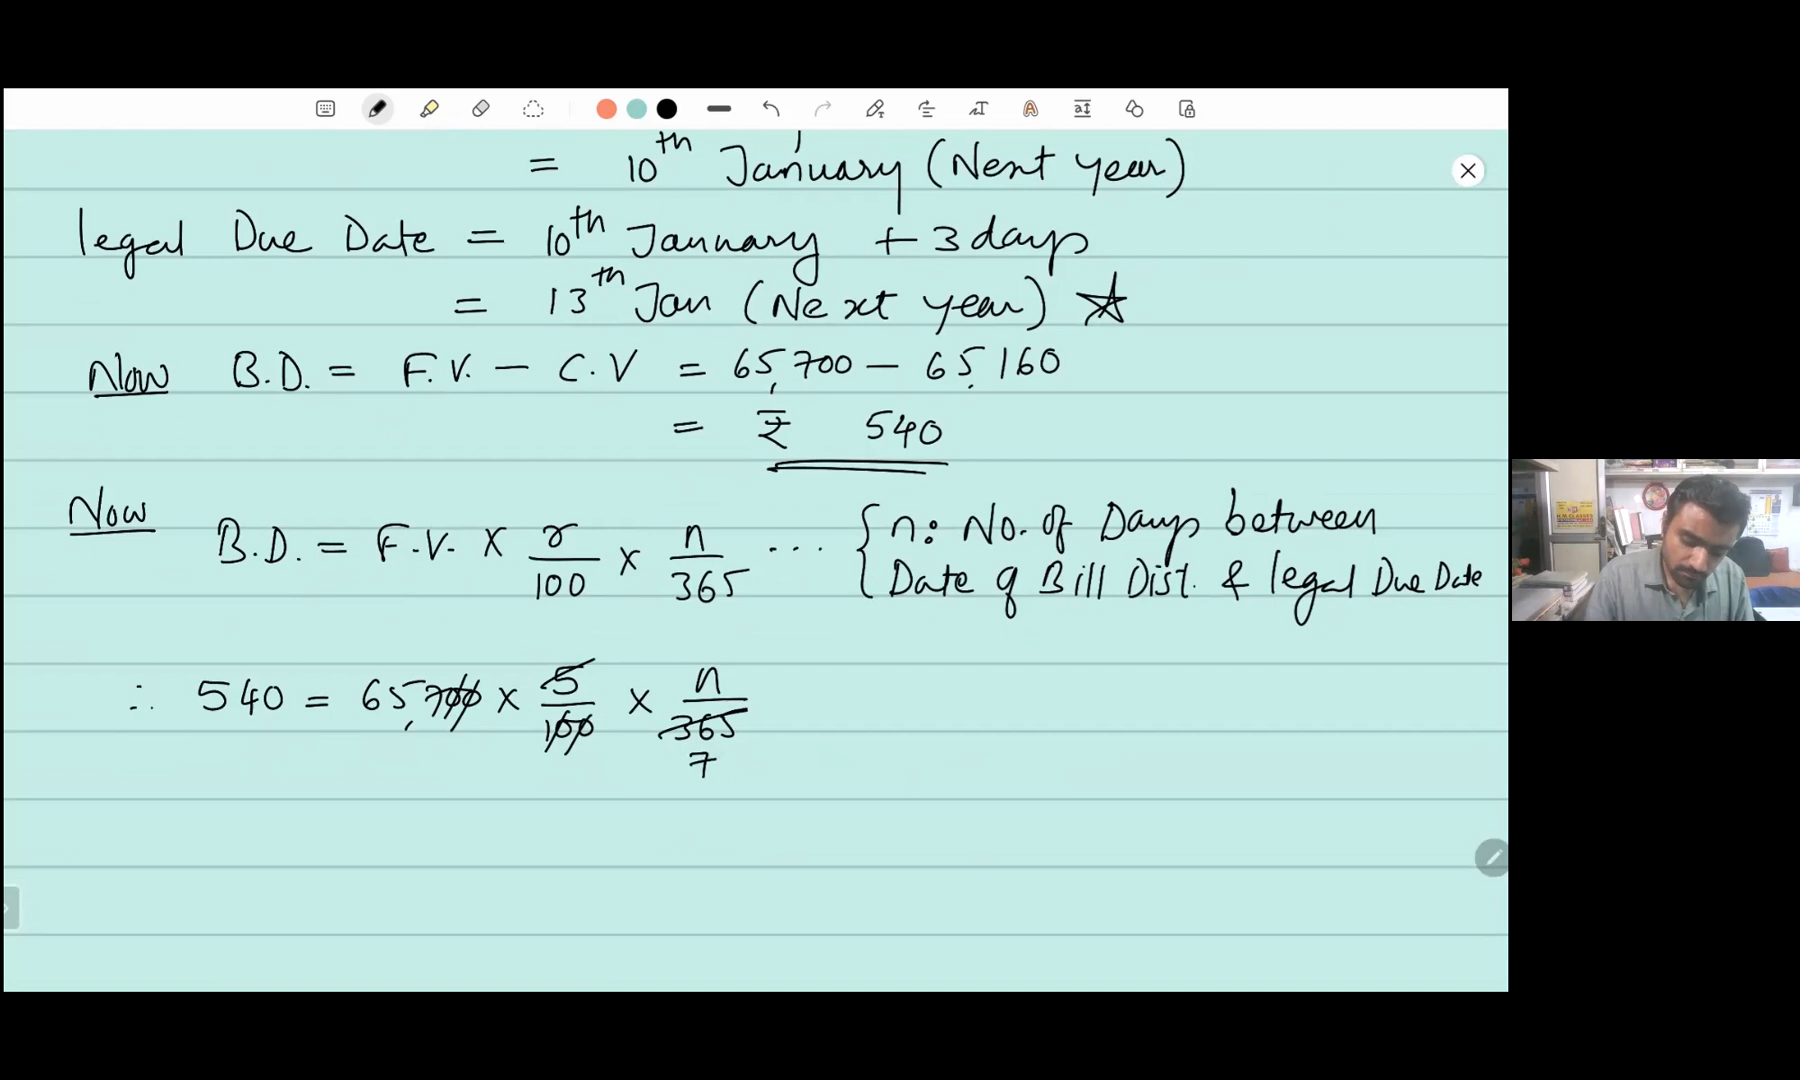 = 10th January (Next year)
legal Due Date = 10th January + 3 days
= 13th Jan (Next year) ☆
Now B.D. = F.V. - C.V = 65,700 - 65,160
= ₹ 540
Now B.D. = F.V. × r/100 × n/365 ... {n: No. of Days between
Date of Bill Dist. & legal Due Date
∴ 540 = 65,700 × 5/100 × n/365
7